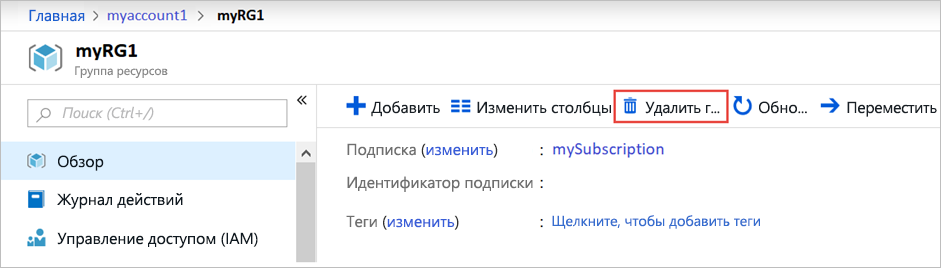 Главная > myaccount1 > myRG1
myRG1
Группа ресурсов
Поиск (Ctrl+/)
«
Обзор
Журнал действий
Управление доступом (IAM)
Добавить Изменить столбцы Удалить г... Обно... Переместить
Подписка (изменить) : mySubscription
Идентификатор подписки :
Теги (изменить) : Щелкните, чтобы добавить теги